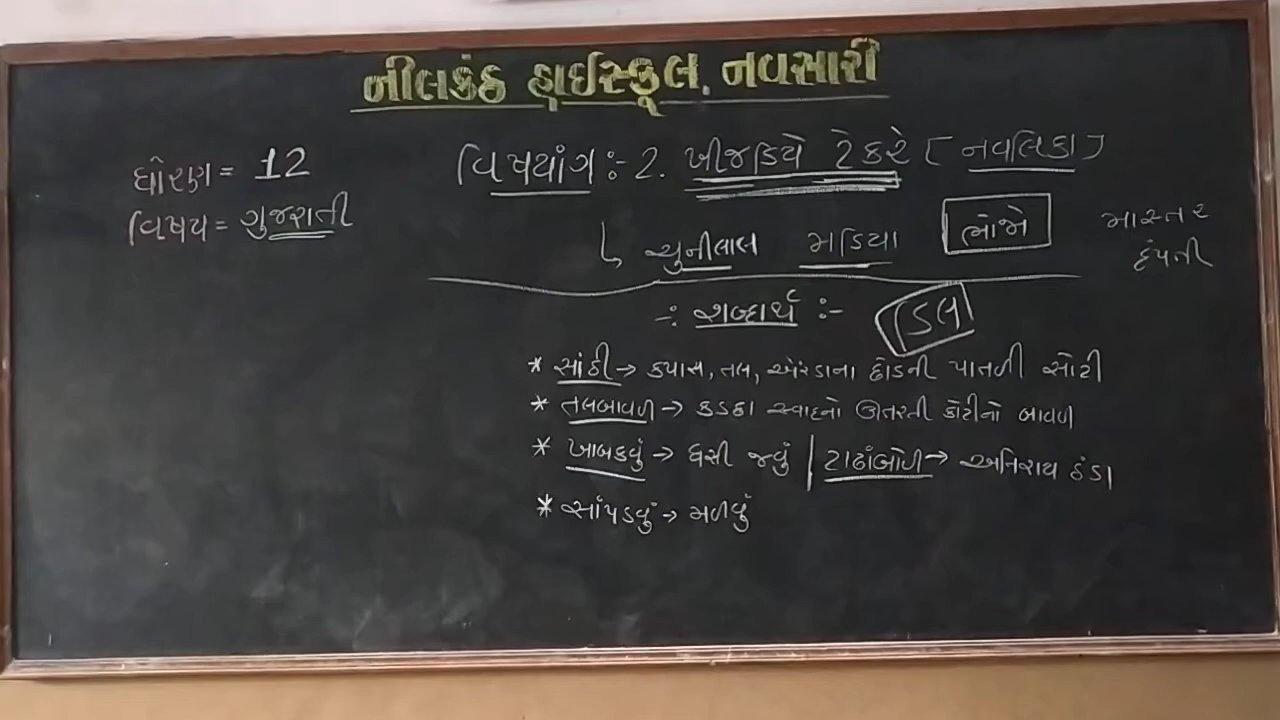 નીલકંઠ હાઈસ્કૂલ. નવસારી
ધોરણ = 12
વિષય = ગુજરાતી
વિષયાંગ :- 2. ખીજડિયે ટેકરે [ નવલિકા ]
ચુનીલાલ મડિયા
માસ્તર
દંપતી
-: શબ્દાર્થ :-
* સાંઠી → કપાસ, તલ, એરંડાના છોડની પાતળી સોટી
* તલબાવળ → કડકા સ્વાદનો ઊતરતી કોટીનો બાવળ
* ખાબકવું → ધસી જવું | ટાઢાંબોળ → અતિશય ઠંડા
* સાંપડવું → મળવું